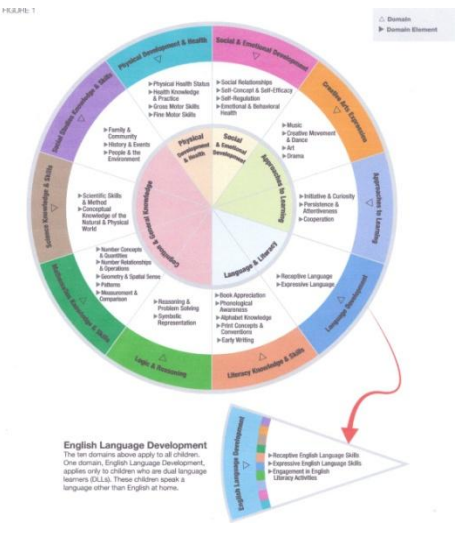 FIGURE 1
△ Domain
▶ Domain Element
Physical Development & Health
▶Physical Health Status
▶Health Knowledge
& Practice
▶Gross Motor Skills
▶Fine Motor Skills
Social & Emotional Development
▶Social Relationships
▶Self-Concept & Self-Efficacy
▶Self-Regulation
▶Emotional & Behavioral
Health
Creative Arts Expression
▶Music
▶Creative Movement
& Dance
▶Art
▶Drama
Approaches to Learning
▶Initiative & Curiosity
▶Persistence &
Attentiveness
▶Cooperation
Language Development
▶Receptive Language
▶Expressive Language
Literacy Knowledge & Skills
▶Book Appreciation
▶Phonological
Awareness
▶Alphabet Knowledge
▶Print Concepts &
Conventions
▶Early Writing
Logic & Reasoning
▶Reasoning &
Problem Solving
▶Symbolic
Representation
Mathematics Knowledge & Skills
▶Number Concepts
& Quantities
▶Number Relationships
& Operations
▶Geometry & Spatial Sense
▶Patterns
▶Measurement &
Comparison
Science Knowledge & Skills
▶Scientific Skills
& Method
▶Conceptual
Knowledge of the
Natural & Physical
World
Social Studies Knowledge & Skills
▶Family &
Community
▶History & Events
▶People & the
Environment
Physical
Development
& Health
Social
& Emotional
Development
Approaches to Learning
Language & Literacy
Cognitive & General Knowledge
English Language Development
The ten domains above apply to all children.
One domain, English Language Development,
applies only to children who are dual language
learners (DLLs). These children speak a
language other than English at home.
English Language Development
▶Receptive English Language Skills
▶Expressive English Language Skills
▶Engagement in English
Literacy Activities